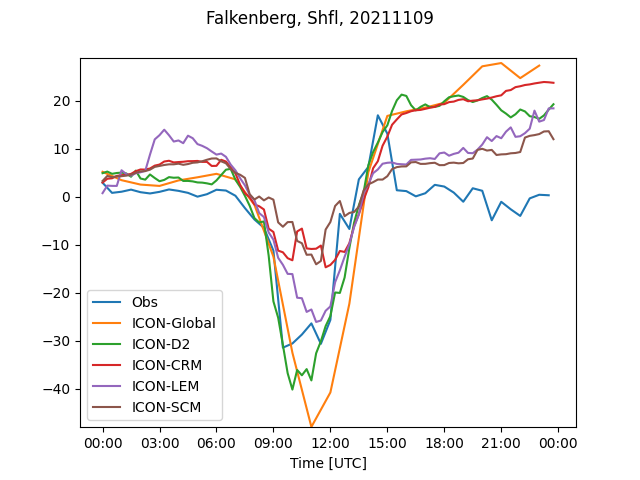 Falkenberg, Shfl, 20211109
20
10
0
−10
−20
−30
−40
Obs
ICON-Global
ICON-D2
ICON-CRM
ICON-LEM
ICON-SCM
00:00 03:00 06:00 09:00 12:00 15:00 18:00 21:00 00:00
Time [UTC]